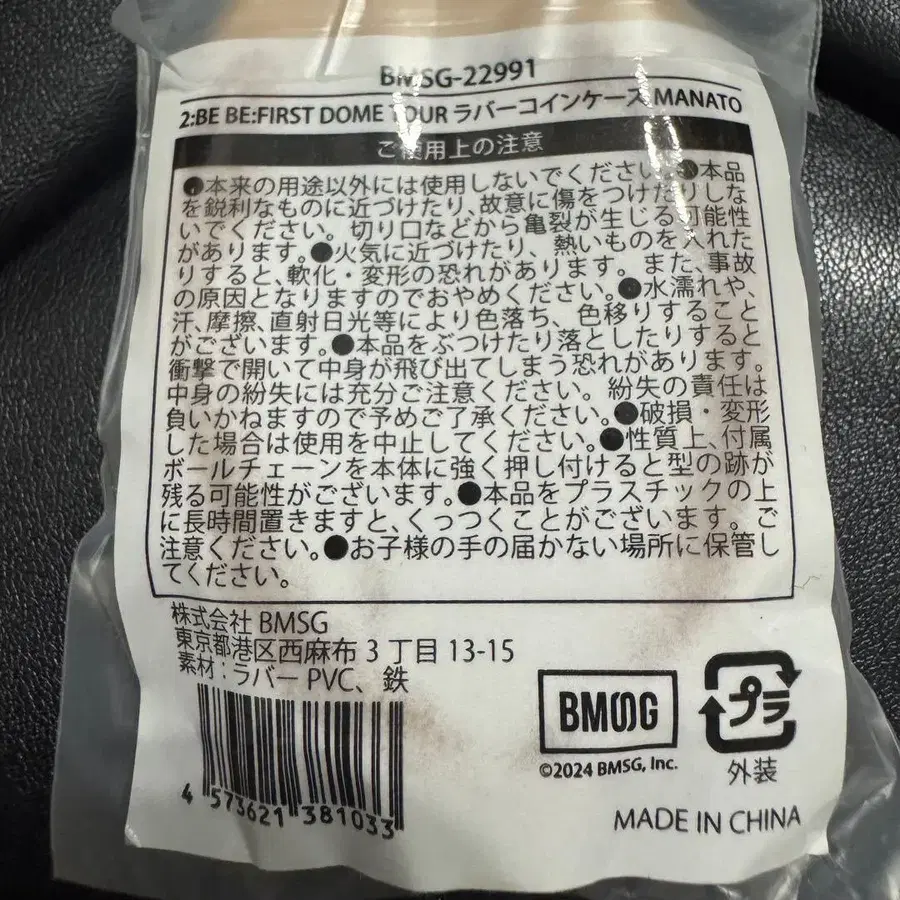 BMSG-22991
2:BE BE:FIRST DOME TOUR ラバーコインケース MANATO
ご使用上の注意
●本来の用途以外には使用しないでください。●本品
を鋭利なものに近づけたり、故意に傷をつけたりしな
いでください。切り口などから亀裂が生じる可能性
があります。●火気に近づけたり、熱いものを入れた
りすると、軟化・変形の恐れがあります。また、事故
の原因となりますのでおやめください。●水濡れや、
汗、摩擦、直射日光等により色落ち、色移りすること
がございます。●本品をぶつけたり落としたりすると
衝撃で開いて中身が飛び出てしまう恐れがあります。
中身の紛失には充分ご注意ください。紛失の責任は
負いかねますので予めご了承ください。●破損・変形
した場合は使用を中止してください。●性質上、付属
ボールチェーンを本体に強く押し付けると型の跡が
残る可能性がございます。●本品をプラスチックの上
に長時間置きますと、くっつくことがございます。ご
注意ください。●お子様の手の届かない場所に保管し
てください。
株式会社 BMSG
東京都港区西麻布 3 丁目 13-15
素材：ラバー PVC、鉄
4 573621 381033
BMSG
©2024 BMSG, Inc.
プラ
外装
MADE IN CHINA